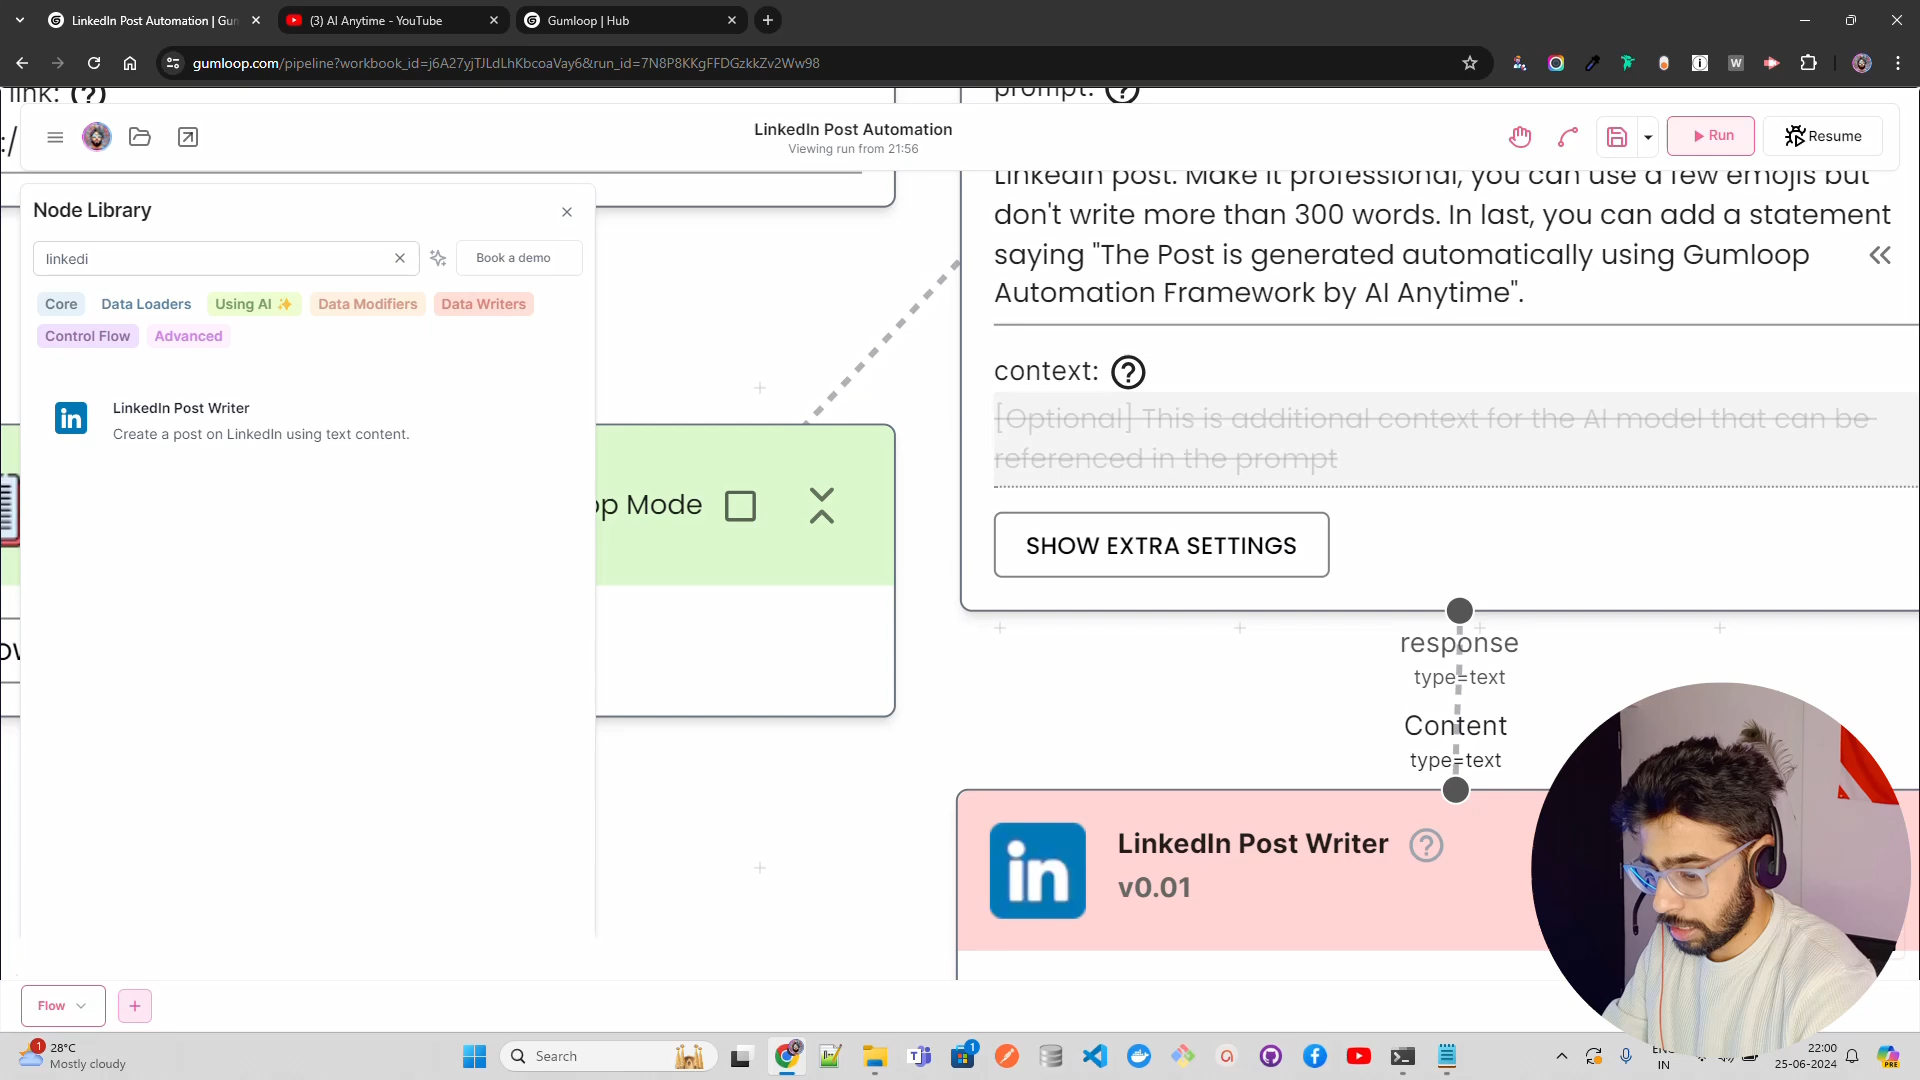 LinkedIn Post Automation | Gum
(3) AI Anytime - YouTube
Gumloop | Hub
gumloop.com/pipeline?workbook_id=j6A27yjTJLdLhKbcoaVay6&run_id=7N8P8KKgFFDGzkkZv2Ww98
link:
prompt:
LinkedIn Post Automation
Viewing run from 21:56
Run
Resume
Node Library
linkedi
Book a demo
Core
Data Loaders
Using AI ✨
Data Modifiers
Data Writers
Control Flow
Advanced
LinkedIn Post Writer
Create a post on LinkedIn using text content.
LinkedIn post. Make it professional, you can use a few emojis but
don't write more than 300 words. In last, you can add a statement
saying "The Post is generated automatically using Gumloop
Automation Framework by AI Anytime".
context:
[Optional] This is additional context for the AI model that can be
referenced in the prompt
SHOW EXTRA SETTINGS
op Mode
response
type=text
Content
type=text
LinkedIn Post Writer
v0.01
Flow
28°C
Mostly cloudy
Search
ENG
IN
22:00
25-06-2024